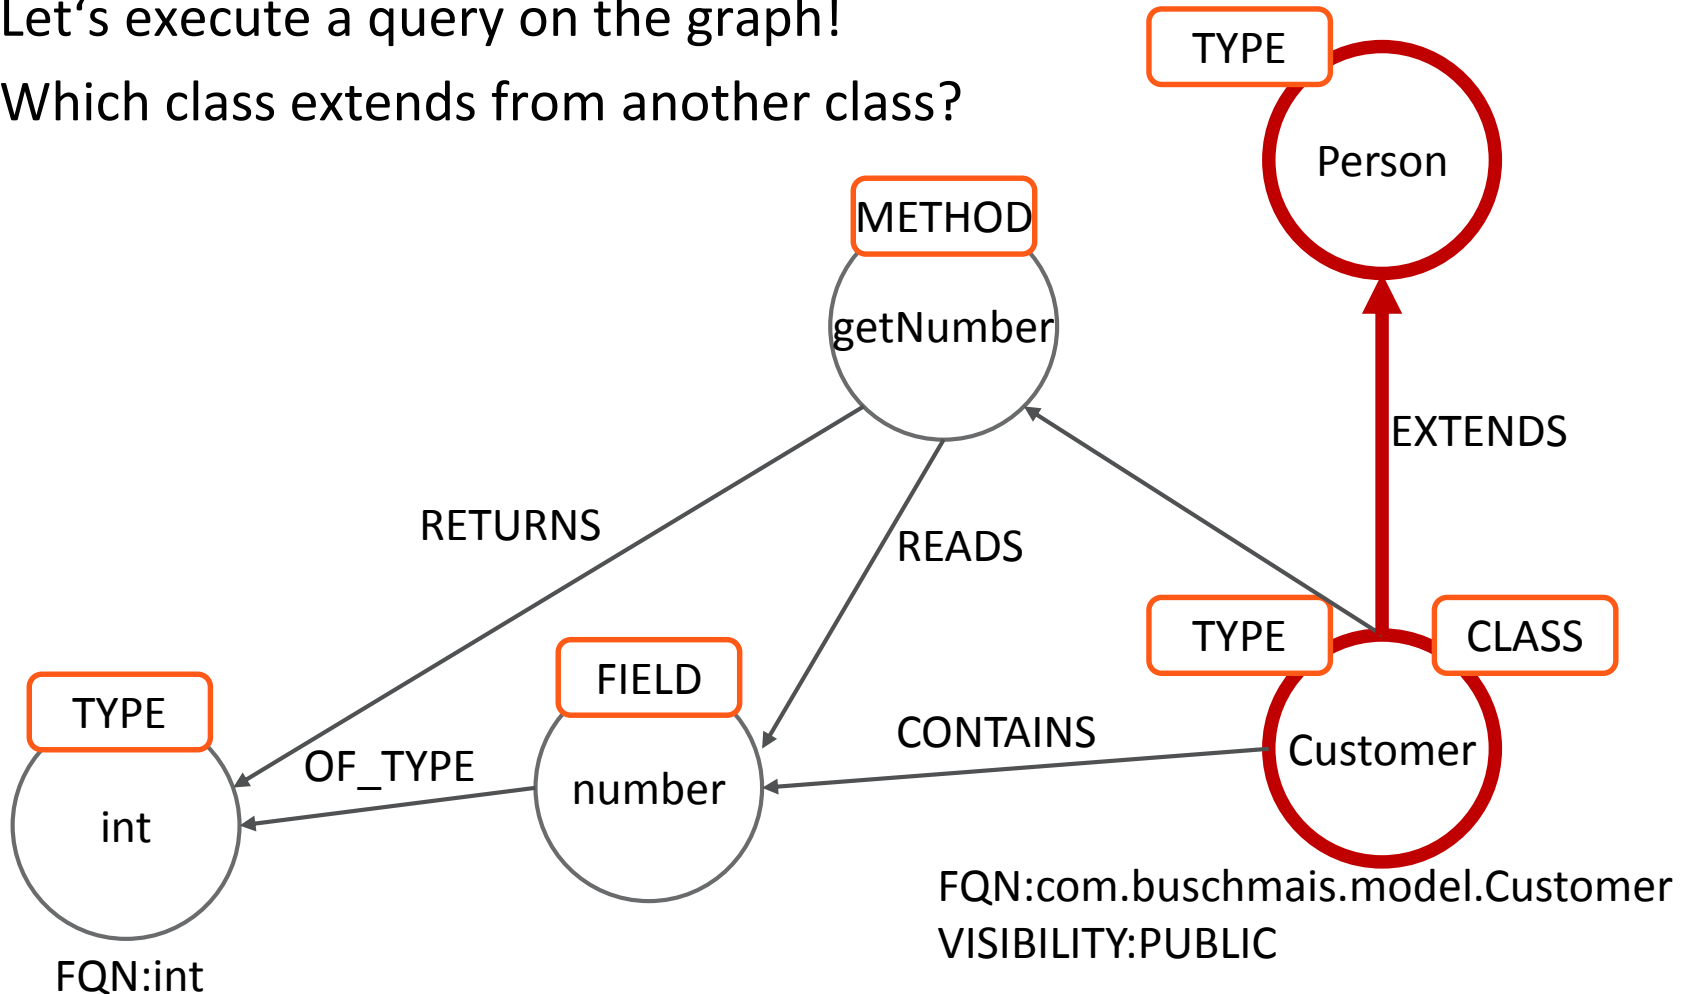 Let‘s execute a query on the graph!
Which class extends from another class?
TYPE
Person
METHOD
getNumber
EXTENDS
RETURNS
READS
TYPE
CLASS
Customer
FIELD
number
CONTAINS
TYPE
int
OF_TYPE
FQN:com.buschmais.model.Customer
VISIBILITY:PUBLIC
FQN:int